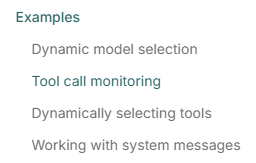 Examples
Dynamic model selection
Tool call monitoring
Dynamically selecting tools
Working with system messages